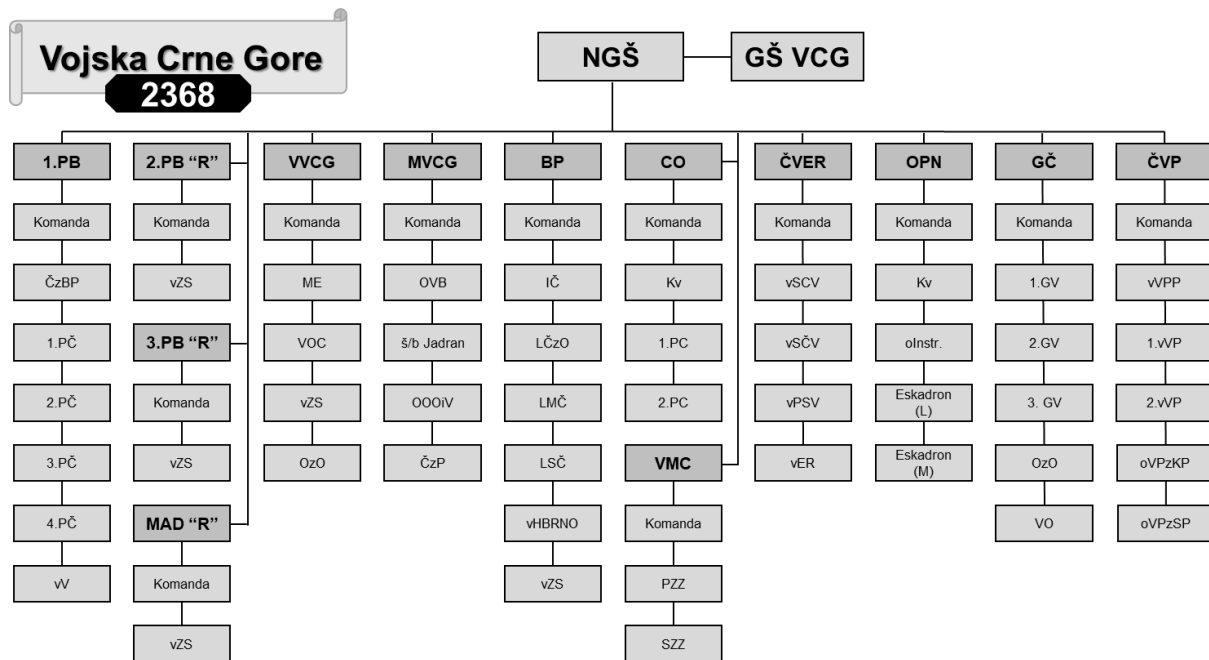 Vojska Crne Gore
2368
NGŠ
GŠ VCG
1.PB
Komanda
ČzBP
1.PČ
2.PČ
3.PČ
4.PČ
vV
2.PB “R”
Komanda
vZS
3.PB “R”
Komanda
vZS
MAD “R”
Komanda
vZS
VVCG
Komanda
ME
VOC
vZS
OzO
MVCG
Komanda
OVB
š/b Jadran
OOOiV
ČzP
BP
Komanda
IČ
LČzO
LMČ
LSČ
vHBRNO
vZS
CO
Komanda
Kv
1.PC
2.PC
VMC
Komanda
PZZ
SZZ
ČVER
Komanda
vSCV
vSČV
vPSV
vER
OPN
Komanda
Kv
oInstr.
Eskadron
(L)
Eskadron
(M)
GČ
Komanda
1.GV
2.GV
3. GV
OzO
VO
ČVP
Komanda
vVPP
1.vVP
2.vVP
oVPzKP
oVPzSP